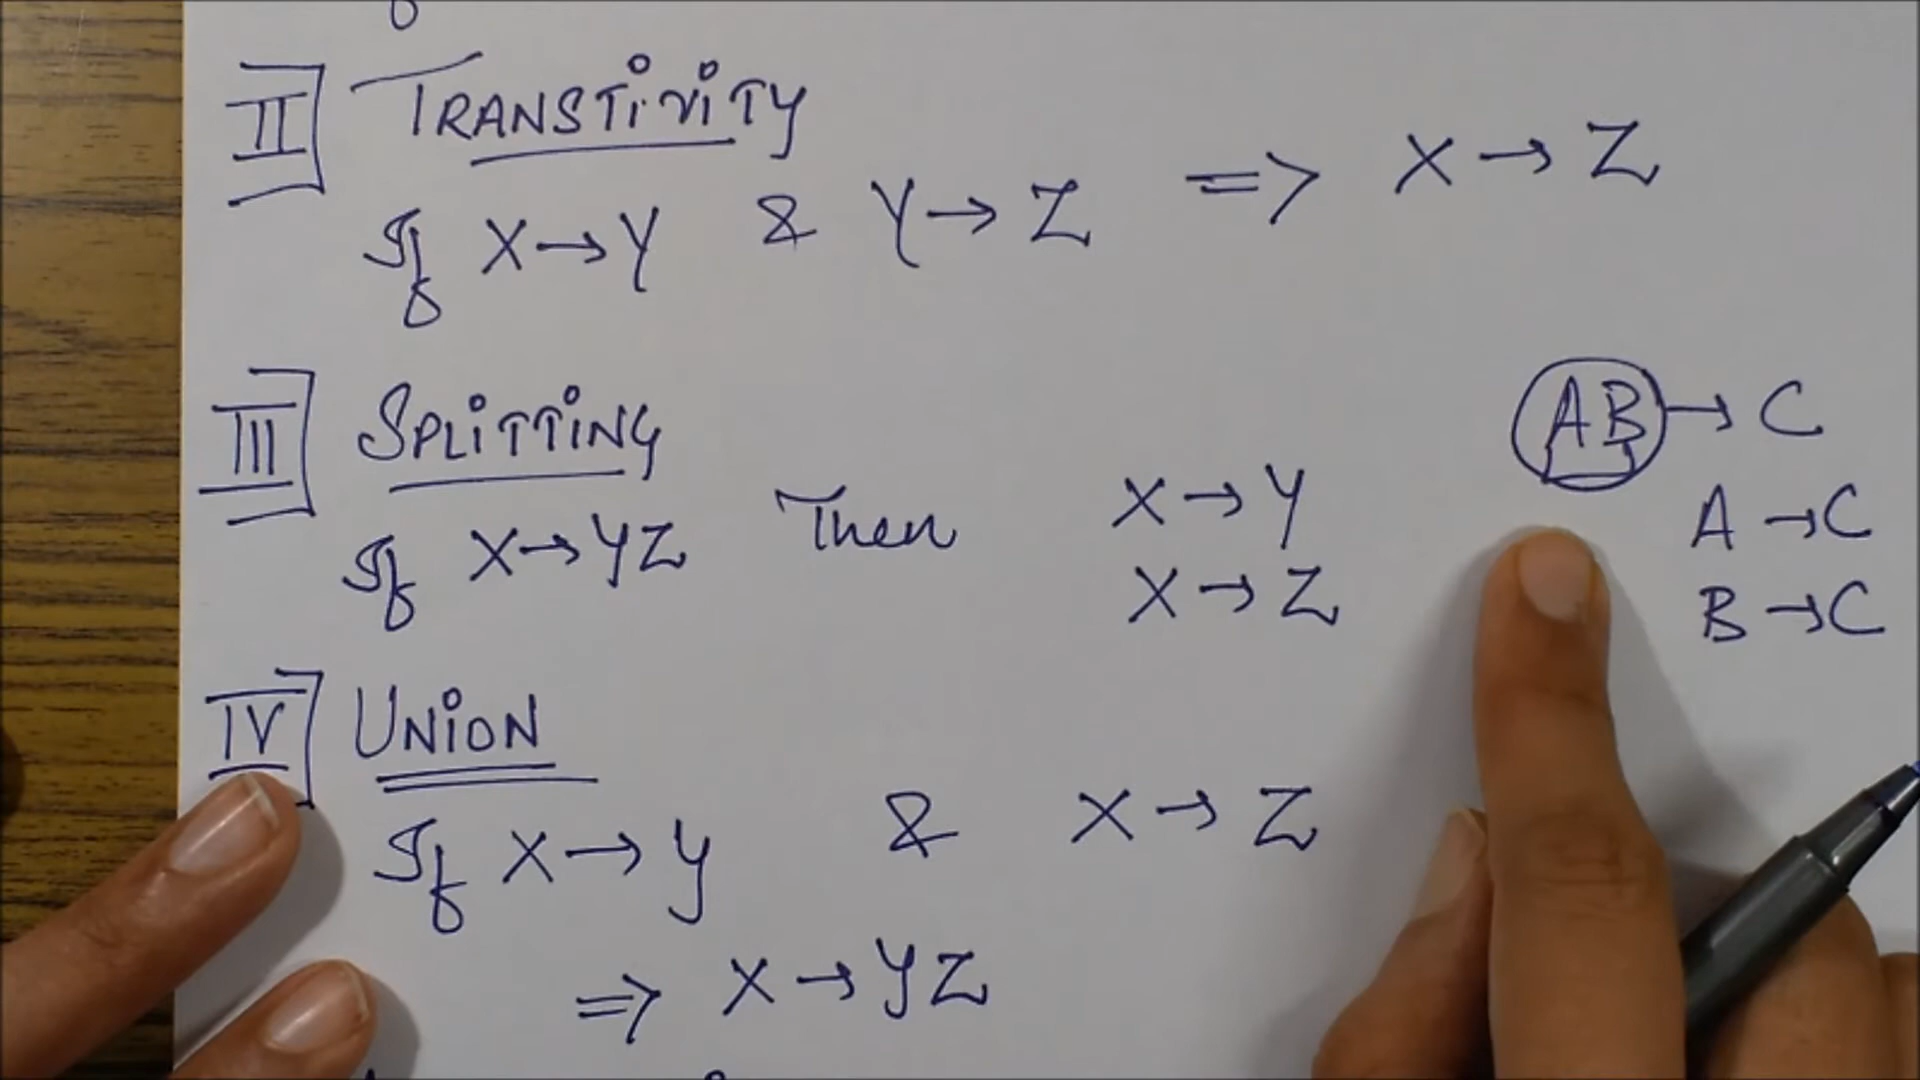 II] TRANSTiViTY
If X→Y & Y→Z => X→Z
III] SPLiTTiNG
If X→YZ Then X→Y
X→Z
AB→C
A→C
B→C
IV] UNiON
If X→y & X→Z
=> X→yZ